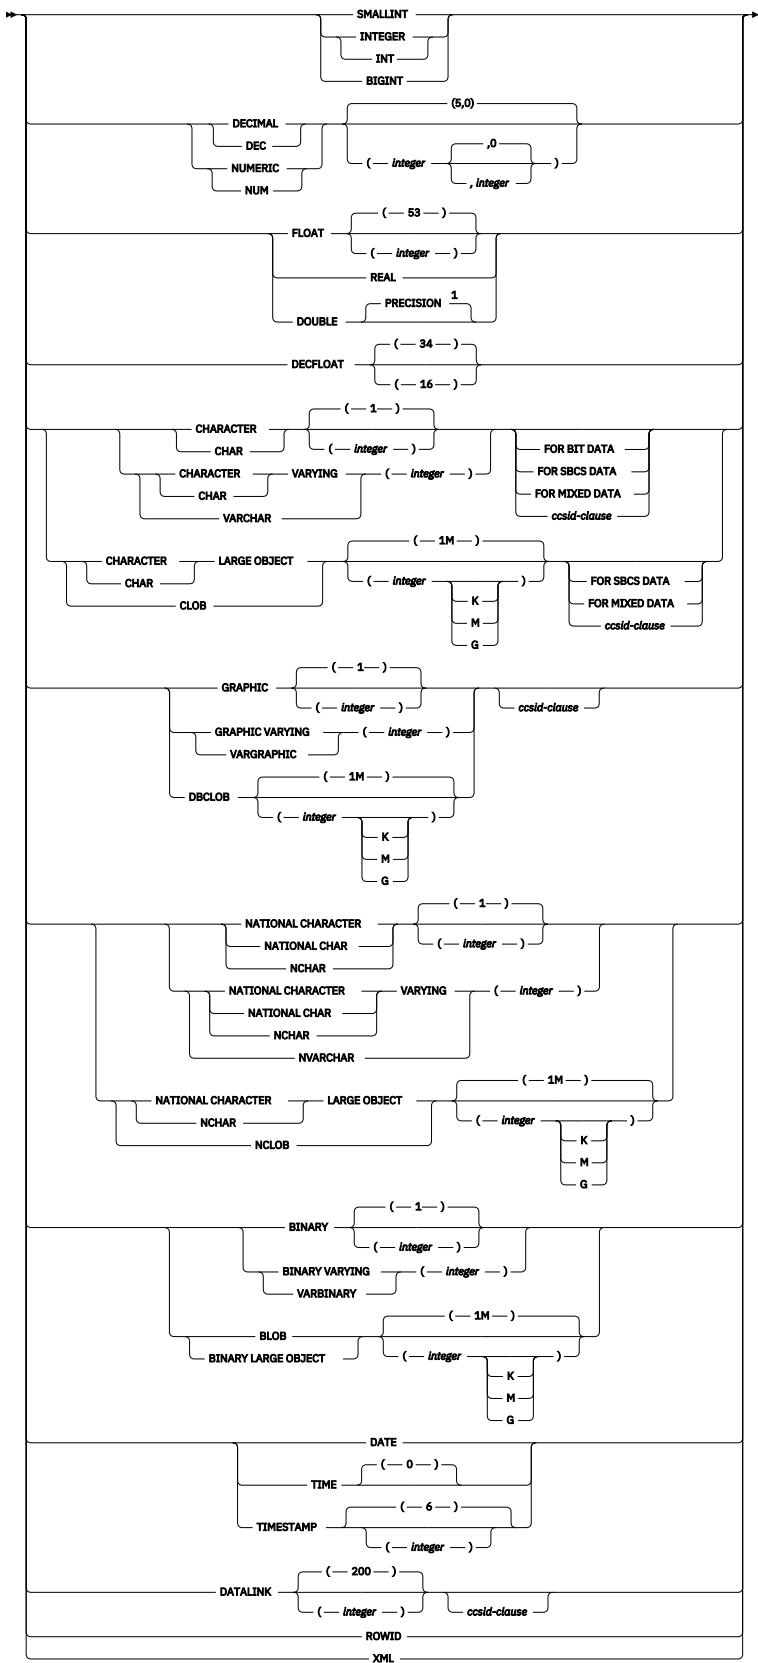 SMALLINT
INTEGER
INT
BIGINT
(5,0)
DECIMAL
DEC
,0
( integer )
NUMERIC
, integer
NUM
( 53 )
FLOAT
( integer )
REAL
PRECISION 1
DOUBLE
( 34 )
DECFLOAT
( 16 )
( 1 )
CHARACTER
CHAR ( integer ) FOR BIT DATA
CHARACTER VARYING ( integer ) FOR SBCS DATA
CHAR FOR MIXED DATA
VARCHAR ccsid-clause
( 1M )
CHARACTER LARGE OBJECT
CHAR ( integer ) FOR SBCS DATA
CLOB K FOR MIXED DATA
M ccsid-clause
G
( 1 )
GRAPHIC
( integer ) ccsid-clause
GRAPHIC VARYING ( integer )
VARGRAPHIC
( 1M )
DBCLOB
( integer )
K
M
G
( 1 )
NATIONAL CHARACTER
NATIONAL CHAR ( integer )
NCHAR
NATIONAL CHARACTER VARYING ( integer )
NATIONAL CHAR
NCHAR
NVARCHAR
( 1M )
NATIONAL CHARACTER LARGE OBJECT
NCHAR ( integer )
NCLOB K
M
G
( 1 )
BINARY
( integer )
BINARY VARYING ( integer )
VARBINARY
( 1M )
BLOB
BINARY LARGE OBJECT ( integer )
K
M
G
DATE
( 0 )
TIME
( 6 )
TIMESTAMP
( integer )
( 200 )
DATALINK
( integer ) ccsid-clause
ROWID
XML